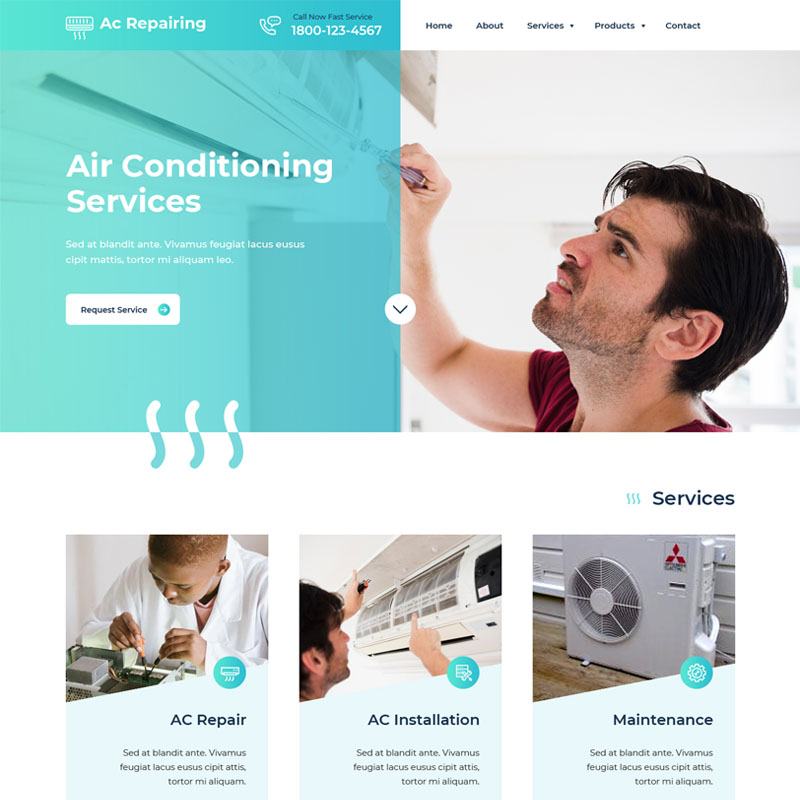 Ac Repairing
Call Now Fast Service
1800-123-4567
Home
About
Services
Products
Contact
Air Conditioning
Services
Sed at blandit ante. Vivamus feugiat lacus eusus
cipit mattis, tortor mi aliquam leo.
Request Service
Services
MITSUBISHI
ELECTRIC
AC Repair
Sed at blandit ante. Vivamus
feugiat lacus eusus cipit attis,
tortor mi aliquam.
AC Installation
Sed at blandit ante. Vivamus
feugiat lacus eusus cipit attis,
tortor mi aliquam.
Maintenance
Sed at blandit ante. Vivamus
feugiat lacus eusus cipit attis,
tortor mi aliquam.